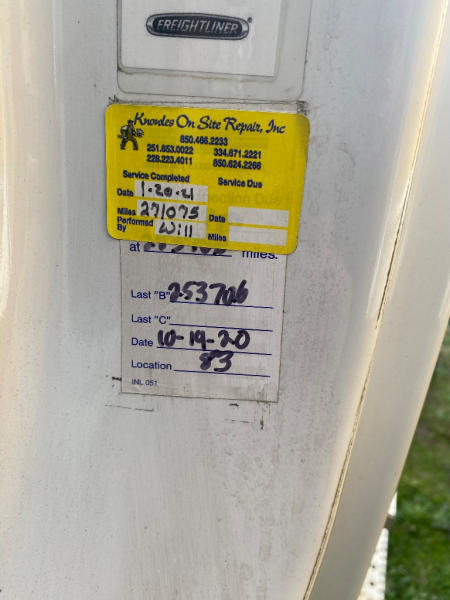 FREIGHTLINER
Knowles On Site Repair, Inc
850.466.2233
251.653.0022 334.671.2221
228.223.4011 850.624.2266
Service Completed Service Due
Date 1-20-21
Miles 271075 Date
Performed By Will Miles
at miles.
Last "B" 253706
Last "C"
Date 10-19-20
Location 83
INL 051